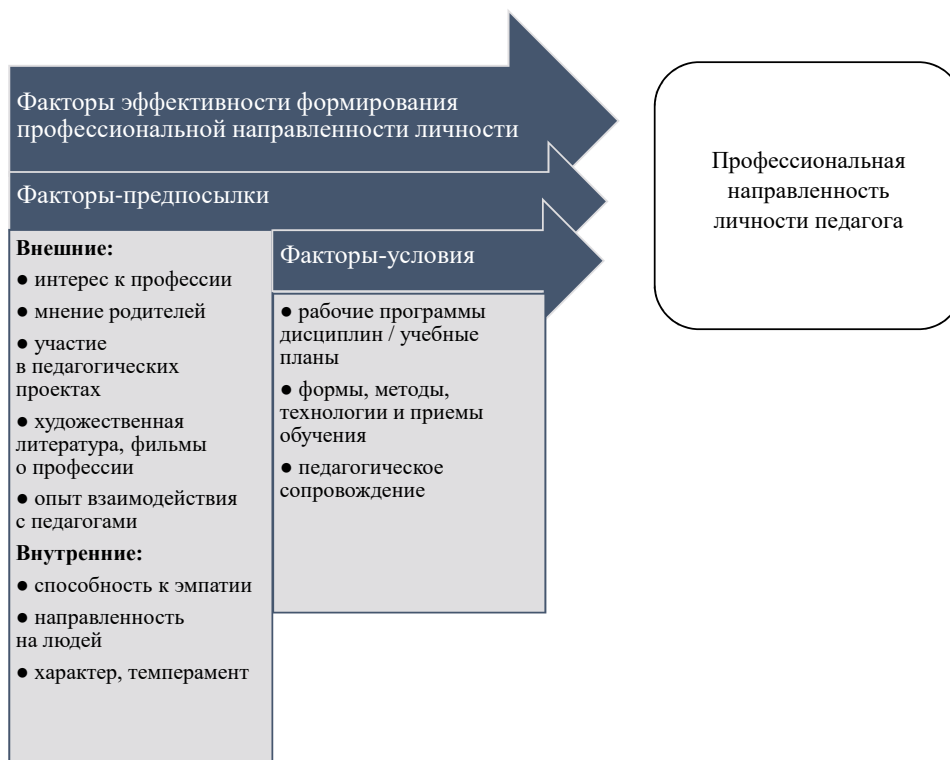 Факторы эффективности формирования
профессиональной направленности личности
Факторы-предпосылки
Внешние:
● интерес к профессии
● мнение родителей
● участие
в педагогических
проектах
● художественная
литература, фильмы
о профессии
● опыт взаимодействия
с педагогами
Внутренние:
● способность к эмпатии
● направленность
на людей
● характер, темперамент
Факторы-условия
● рабочие программы
дисциплин / учебные
планы
● формы, методы,
технологии и приемы
обучения
● педагогическое
сопровождение
Профессиональная
направленность
личности педагога